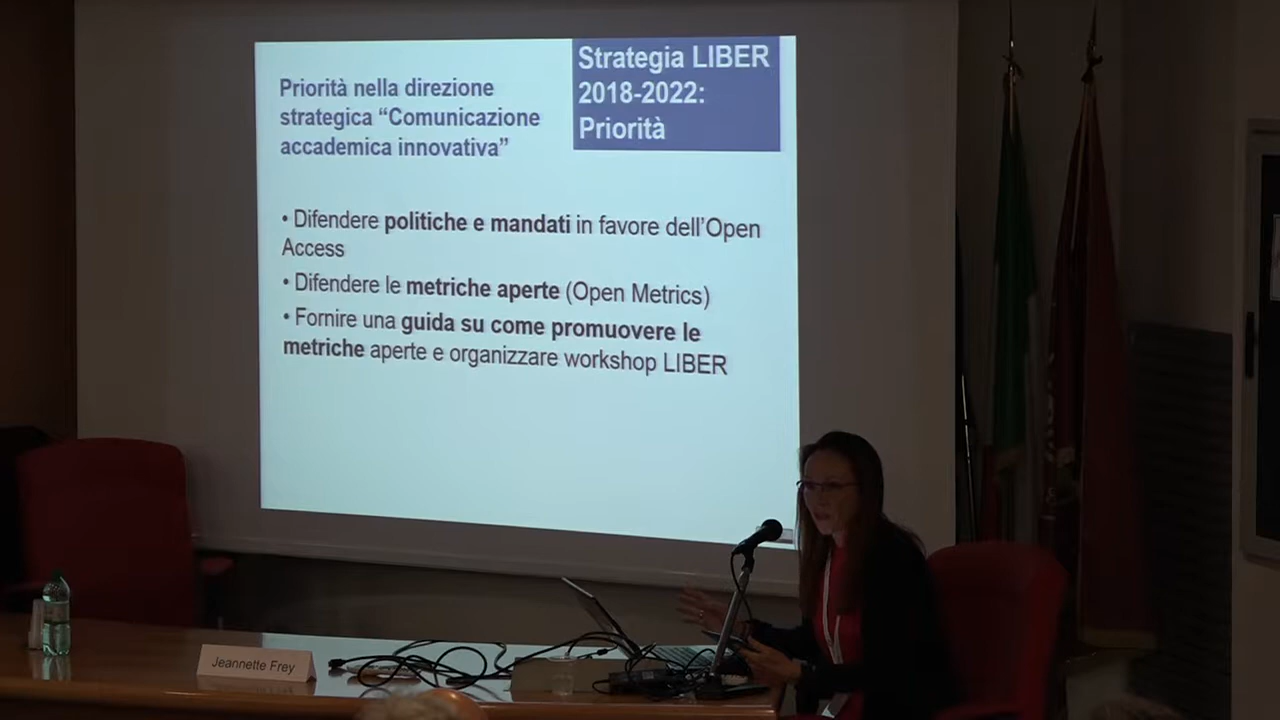 Strategia LIBER
2018-2022:
Priorità
Priorità nella direzione
strategica “Comunicazione
accademica innovativa”
• Difendere politiche e mandati in favore dell’Open
Access
• Difendere le metriche aperte (Open Metrics)
• Fornire una guida su come promuovere le
metriche aperte e organizzare workshop LIBER
Jeannette Frey